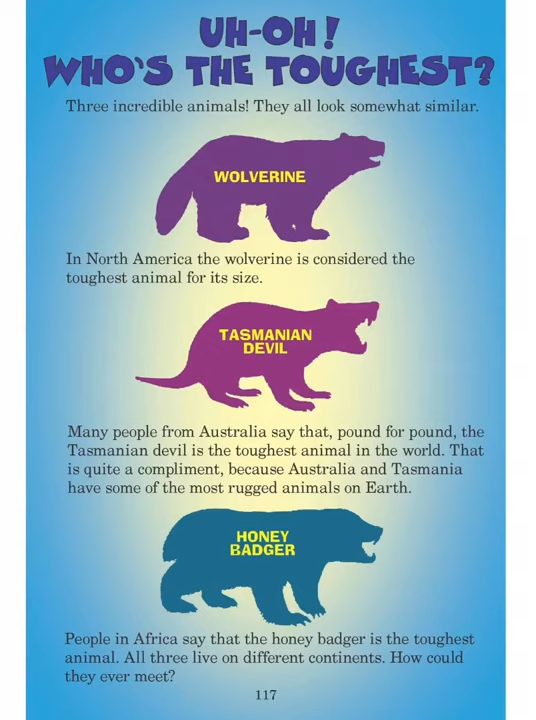 UH-OH!
WHO'S THE TOUGHEST?
Three incredible animals! They all look somewhat similar.
WOLVERINE
In North America the wolverine is considered the
toughest animal for its size.
TASMANIAN
DEVIL
Many people from Australia say that, pound for pound, the
Tasmanian devil is the toughest animal in the world. That
is quite a compliment, because Australia and Tasmania
have some of the most rugged animals on Earth.
HONEY
BADGER
People in Africa say that the honey badger is the toughest
animal. All three live on different continents. How could
they ever meet?
117